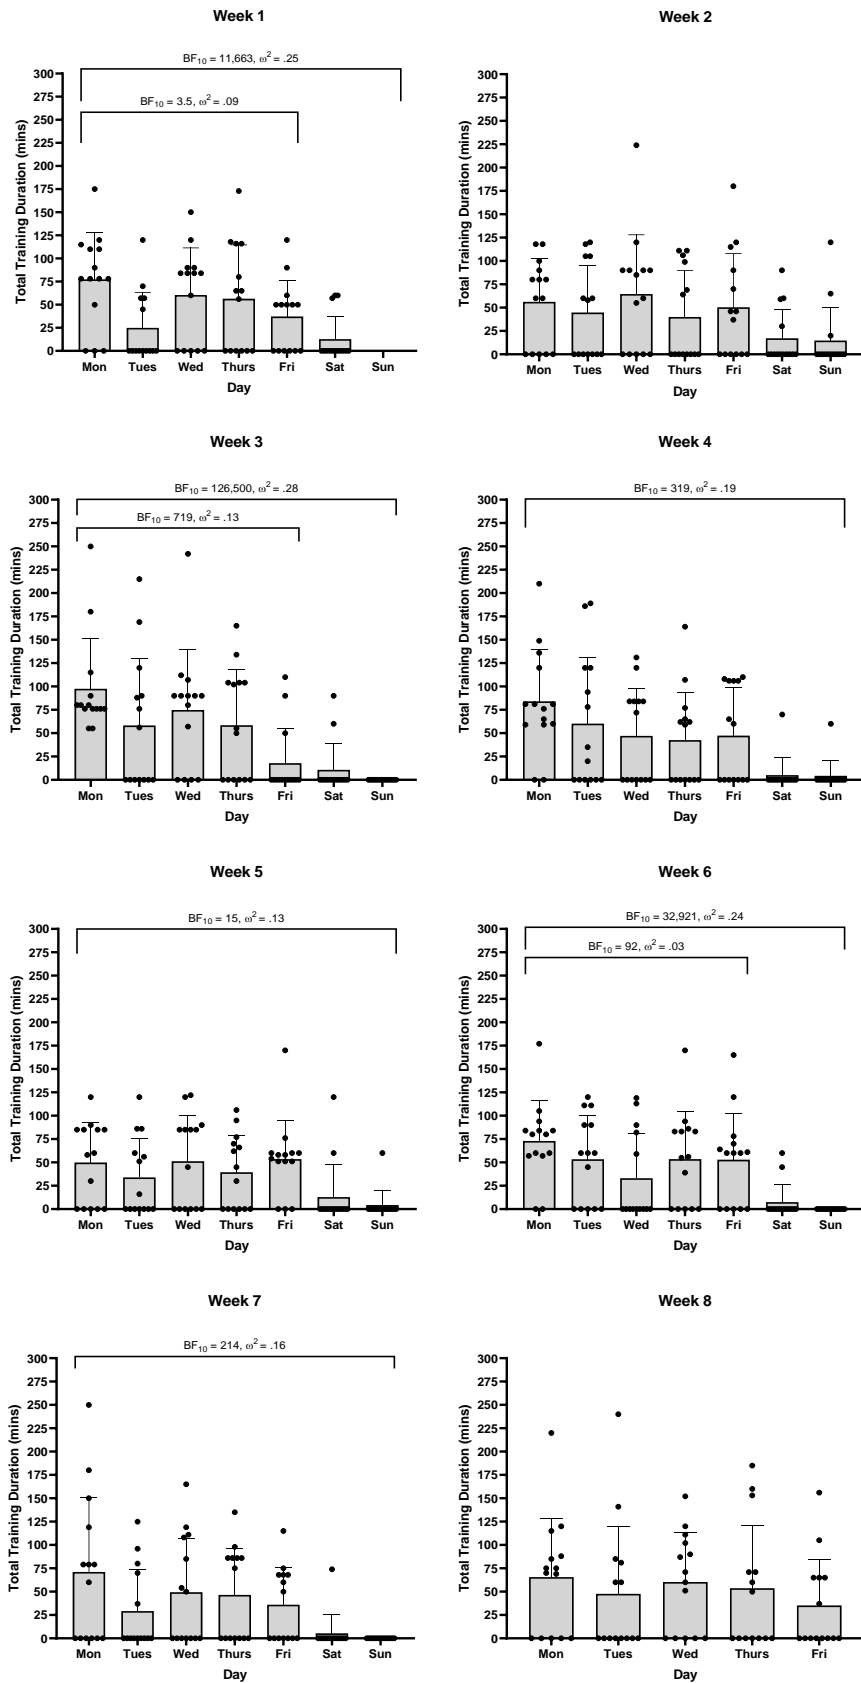 Week 1
BF10 = 11,663, ω2 = .25
BF10 = 3.5, ω2 = .09
Total Training Duration (mins)
300
275
250
225
200
175
150
125
100
75
50
25
0
Mon Tues Wed Thurs Fri Sat Sun
Day
Week 2
Total Training Duration (mins)
300
275
250
225
200
175
150
125
100
75
50
25
0
Mon Tues Wed Thurs Fri Sat Sun
Day
Week 3
BF10 = 126,500, ω2 = .28
BF10 = 719, ω2 = .13
Total Training Duration (mins)
300
275
250
225
200
175
150
125
100
75
50
25
0
Mon Tues Wed Thurs Fri Sat Sun
Day
Week 4
BF10 = 319, ω2 = .19
Total Training Duration (mins)
300
275
250
225
200
175
150
125
100
75
50
25
0
Mon Tues Wed Thurs Fri Sat Sun
Day
Week 5
BF10 = 15, ω2 = .13
Total Training Duration (mins)
300
275
250
225
200
175
150
125
100
75
50
25
0
Mon Tues Wed Thurs Fri Sat Sun
Day
Week 6
BF10 = 32,921, ω2 = .24
BF10 = 92, ω2 = .03
Total Training Duration (mins)
300
275
250
225
200
175
150
125
100
75
50
25
0
Mon Tues Wed Thurs Fri Sat Sun
Day
Week 7
BF10 = 214, ω2 = .16
Total Training Duration (mins)
300
275
250
225
200
175
150
125
100
75
50
25
0
Mon Tues Wed Thurs Fri Sat Sun
Day
Week 8
Total Training Duration (mins)
300
275
250
225
200
175
150
125
100
75
50
25
0
Mon Tues Wed Thurs Fri
Day